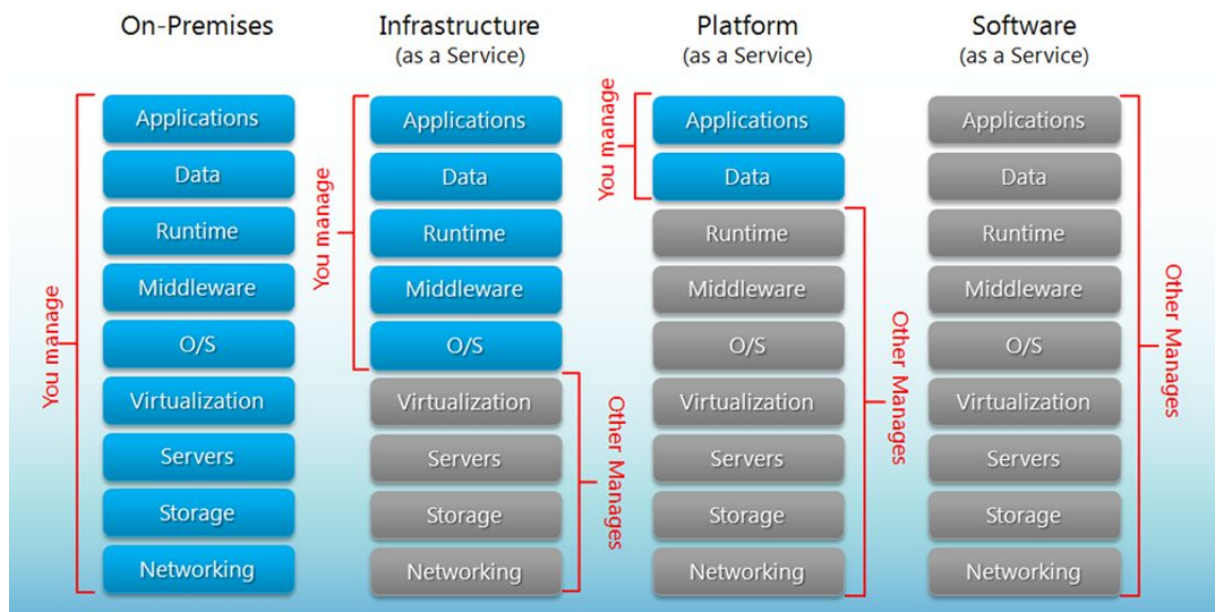 On-Premises
You manage
Applications
Data
Runtime
Middleware
O/S
Virtualization
Servers
Storage
Networking
Infrastructure
(as a Service)
You manage
Applications
Data
Runtime
Middleware
O/S
Virtualization
Servers
Storage
Networking
Other Manages
Platform
(as a Service)
You manage
Applications
Data
Runtime
Middleware
O/S
Virtualization
Servers
Storage
Networking
Other Manages
Software
(as a Service)
Applications
Data
Runtime
Middleware
O/S
Virtualization
Servers
Storage
Networking
Other Manages